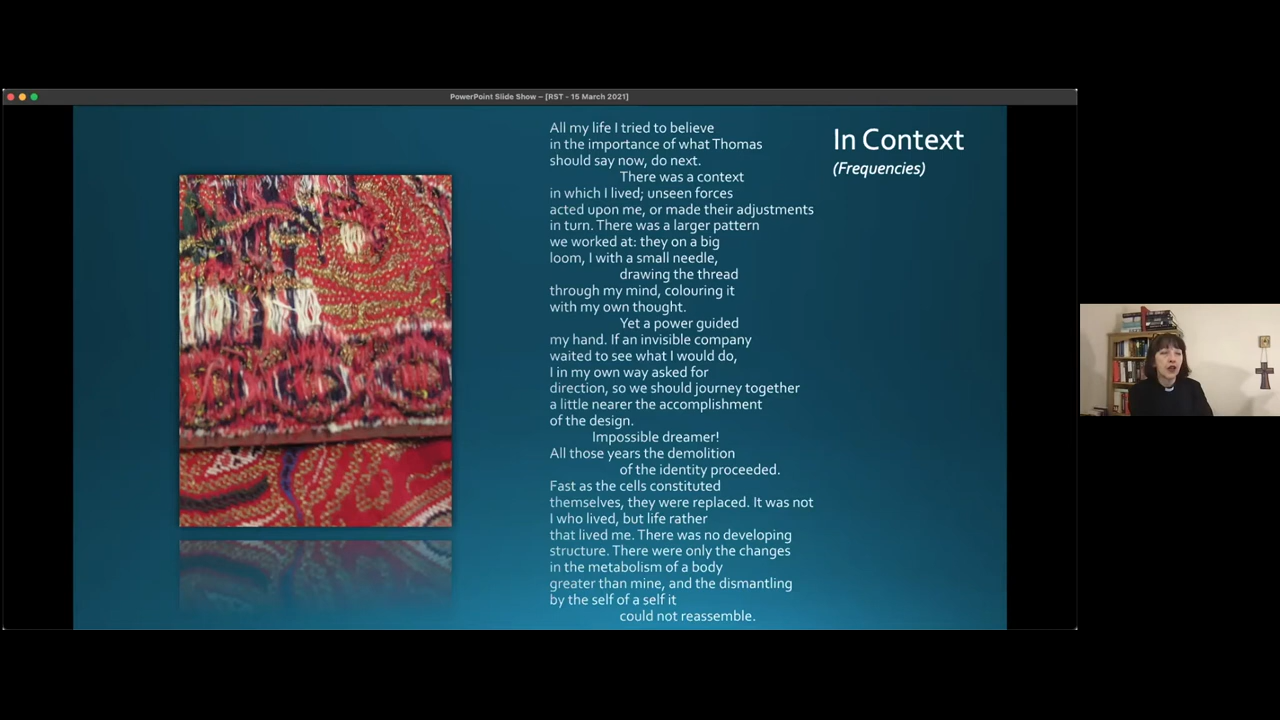 PowerPoint Slide Show – [RST - 15 March 2021]
In Context
(Frequencies)
All my life I tried to believe
in the importance of what Thomas
should say now, do next.
There was a context
in which I lived; unseen forces
acted upon me, or made their adjustments
in turn. There was a larger pattern
we worked at: they on a big
loom, I with a small needle,
drawing the thread
through my mind, colouring it
with my own thought.
Yet a power guided
my hand. If an invisible company
waited to see what I would do,
I in my own way asked for
direction, so we should journey together
a little nearer the accomplishment
of the design.
Impossible dreamer!
All those years the demolition
of the identity proceeded.
Fast as the cells constituted
themselves, they were replaced. It was not
I who lived, but life rather
that lived me. There was no developing
structure. There were only the changes
in the metabolism of a body
greater than mine, and the dismantling
by the self of a self it
could not reassemble.